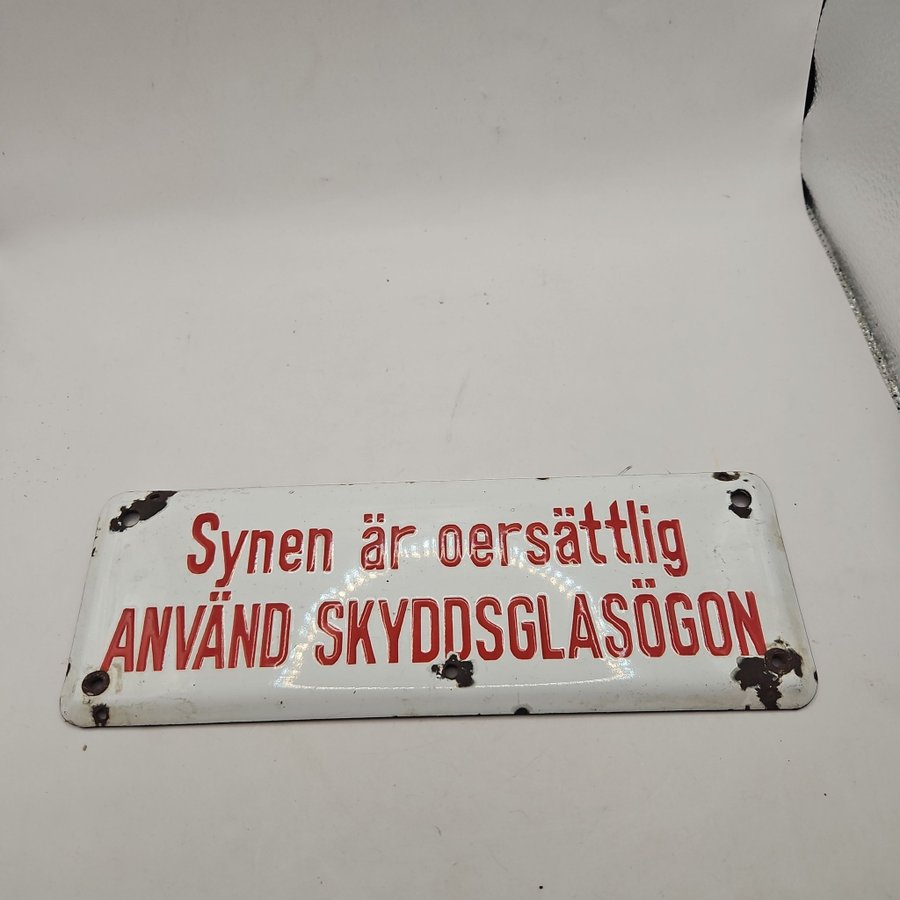 Synen är oersättlig
ANVÄND SKYDDSGLASÖGON